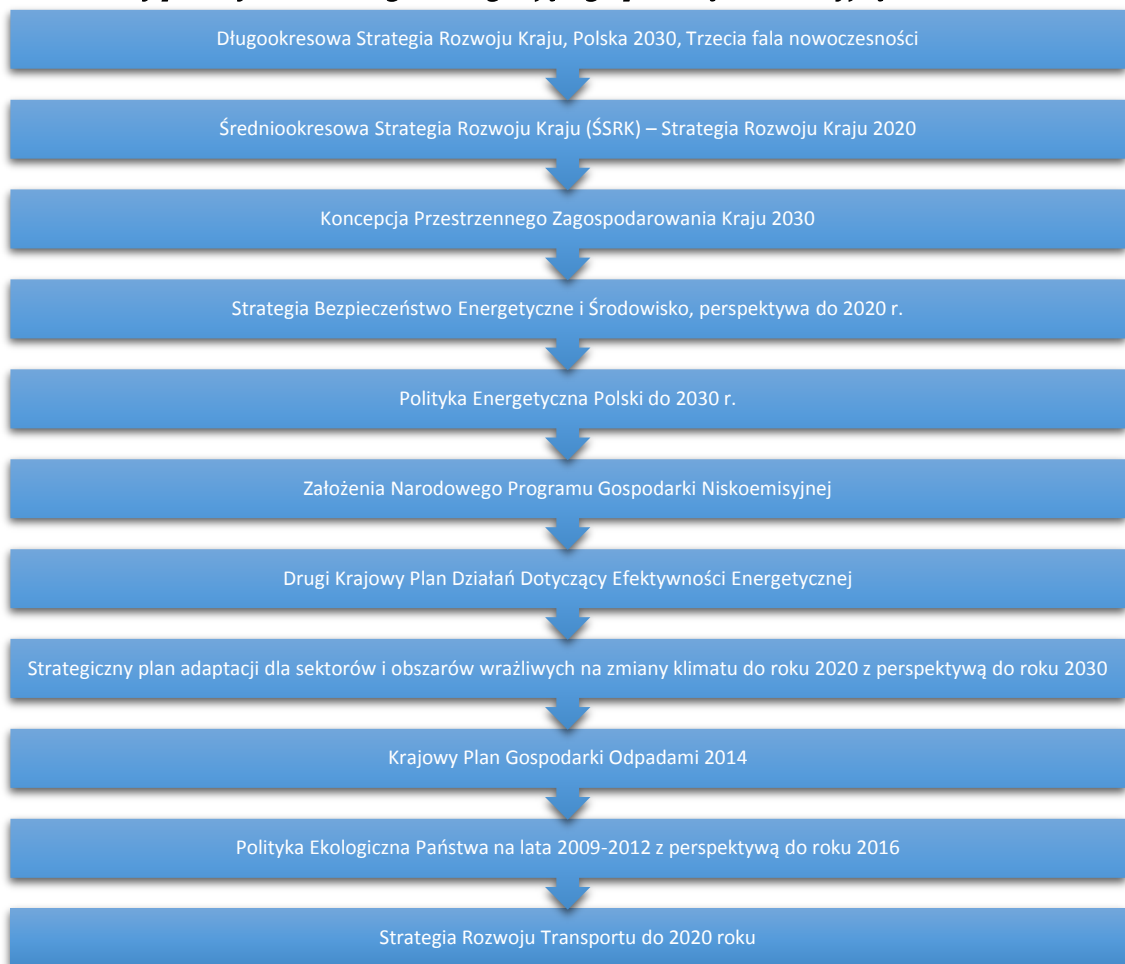 Długookresowa Strategia Rozwoju Kraju, Polska 2030, Trzecia fala nowoczesności
Średniookresowa Strategia Rozwoju Kraju (ŚSRK) – Strategia Rozwoju Kraju 2020
Koncepcja Przestrzennego Zagospodarowania Kraju 2030
Strategia Bezpieczeństwo Energetyczne i Środowisko, perspektywa do 2020 r.
Polityka Energetyczna Polski do 2030 r.
Założenia Narodowego Programu Gospodarki Niskoemisyjnej
Drugi Krajowy Plan Działań Dotyczący Efektywności Energetycznej
Strategiczny plan adaptacji dla sektorów i obszarów wrażliwych na zmiany klimatu do roku 2020 z perspektywą do roku 2030
Krajowy Plan Gospodarki Odpadami 2014
Polityka Ekologiczna Państwa na lata 2009-2012 z perspektywą do roku 2016
Strategia Rozwoju Transportu do 2020 roku